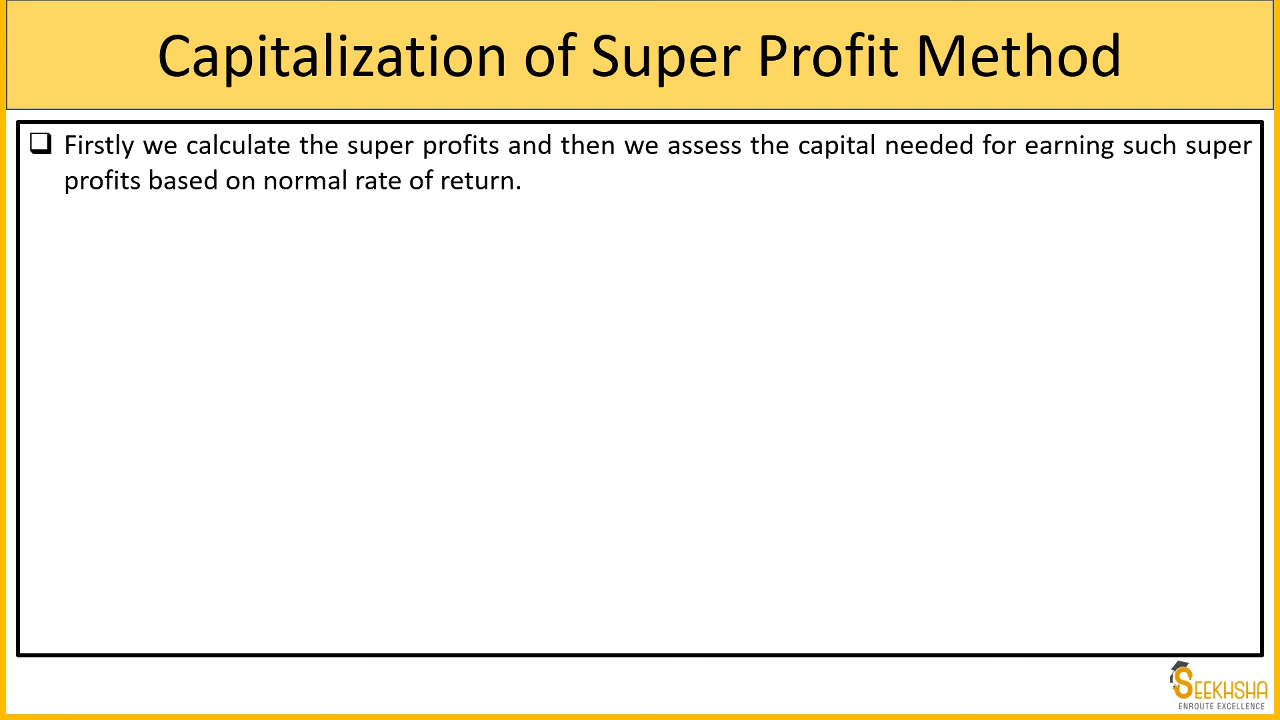 Capitalization of Super Profit Method
Firstly we calculate the super profits and then we assess the capital needed for earning such super
profits based on normal rate of return.
SEEKHSHA
ENROUTE EXCELLENCE